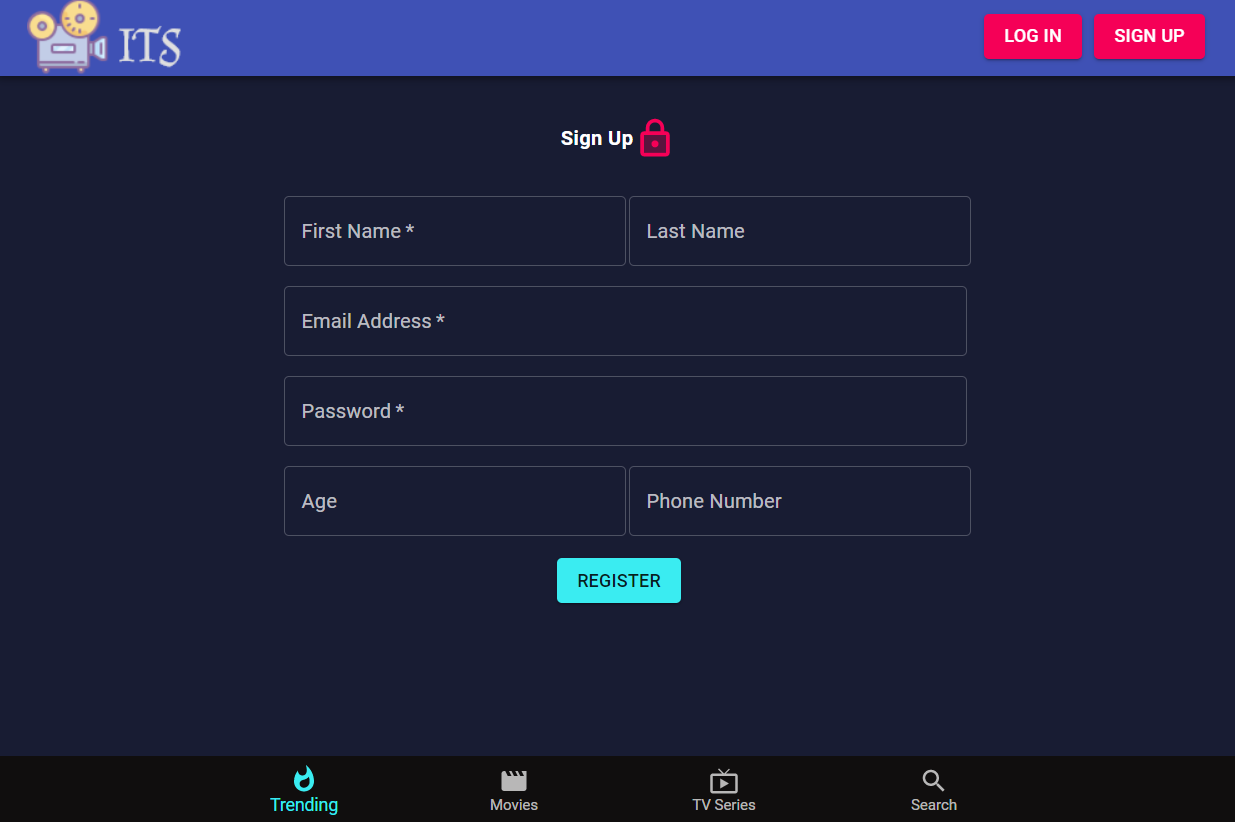 ITS
LOG IN
SIGN UP
Sign Up
First Name *
Last Name
Email Address *
Password *
Age
Phone Number
REGISTER
Trending
Movies
TV Series
Search